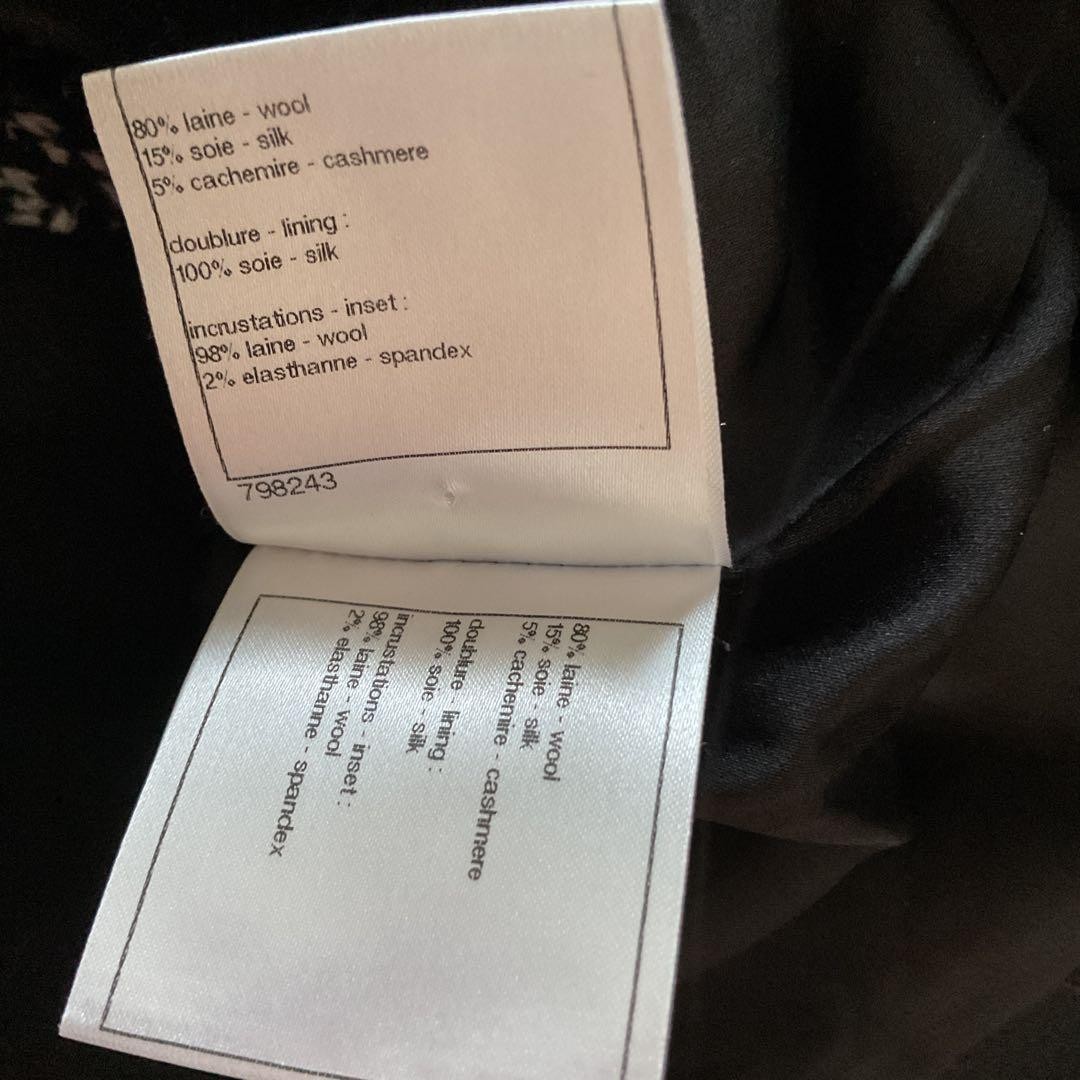 80% laine - wool
15% soie - silk
5% cachemire - cashmere
doublure - lining :
100% soie - silk
incrustations - inset :
98% laine - wool
2% elasthanne - spandex
798243
80% laine - wool
15% soie - silk
5% cachemire - cashmere
doublure - lining :
100% soie - silk
incrustations - inset :
98% laine - wool
2% elasthanne - spandex